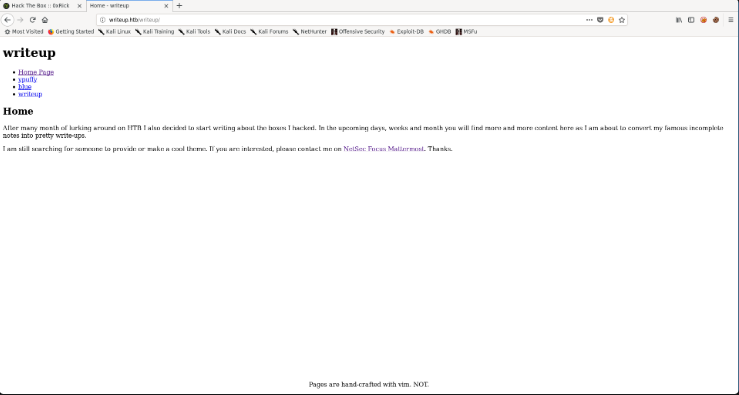 Hack The Box :: 0xRick
Home - writeup
writeup.htb/writeup/
Most Visited Getting Started Kali Linux Kali Training Kali Tools Kali Docs Kali Forums NetHunter Offensive Security Exploit-DB GHDB MSFu
writeup
Home Page
ypuffy
blue
writeup
Home
After many month of lurking around on HTB I also decided to start writing about the boxes I hacked. In the upcoming days, weeks and month you will find more and more content here as I am about to convert my famous incomplete
notes into pretty write-ups.
I am still searching for someone to provide or make a cool theme. If you are interested, please contact me on NetSec Focus Mattermost. Thanks.
Pages are hand-crafted with vim. NOT.